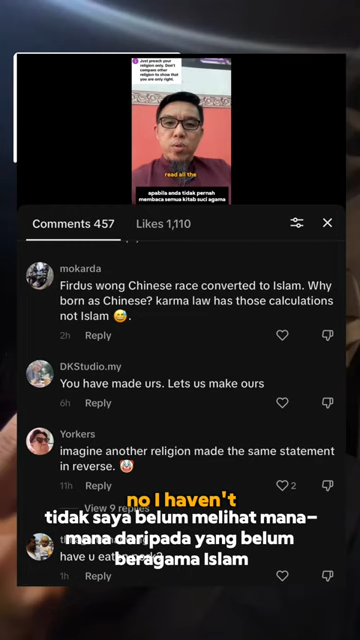 Just preach your
religion only. Don't
compare other
religion to show that
you are only right.
read all the
apabila anda tidak pernah
membaca semua kitab suci agama
Comments 457
Likes 1,110
mokarda
Firdus wong Chinese race converted to Islam. Why
born as Chinese? karma law has those calculations
not Islam 😅.
2h Reply
DKStudio.my
You have made urs. Lets us make ours
6h Reply
Yorkers
imagine another religion made the same statement
in reverse. 🤡
11h Reply 2
View 9 replies
no I haven't
tidak saya belum melihat mana-
mana daripada yang belum
beragama Islam
have u eaten pork?
1h Reply